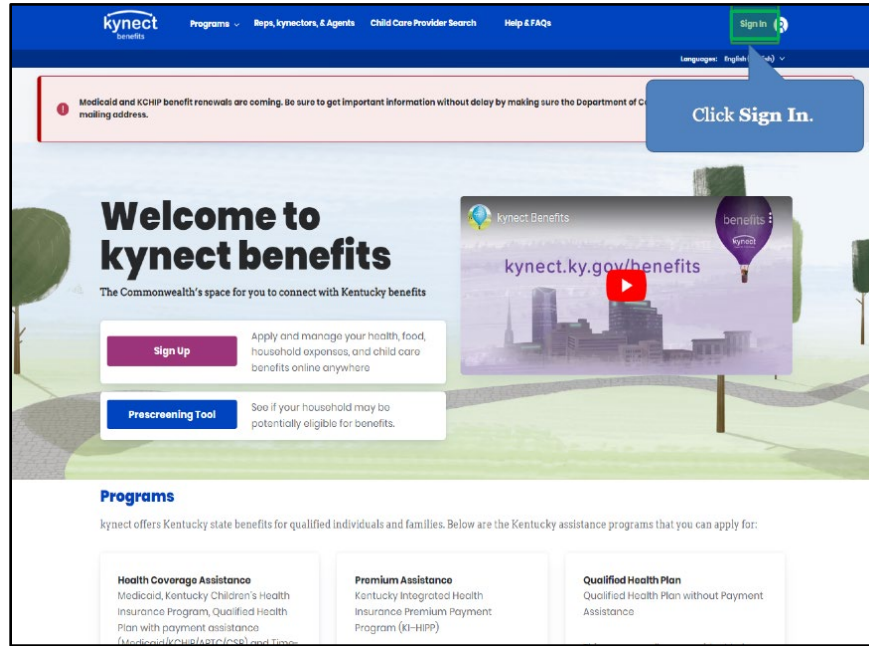 kynect
benefits
Programs
Reps, kynectors, & Agents
Child Care Provider Search
Help & FAQs
Sign In
Languages: English
Click Sign In.
Medicaid and KCHIP benefit renewals are coming. Be sure to get important information without delay by making sure the Department of
mailing address.
Welcome to
kynect benefits
The Commonwealth's space for you to connect with Kentucky benefits
Sign Up
Apply and manage your health, food,
household expenses, and child care
benefits online anywhere
Prescreening Tool
See if your household may be
potentially eligible for benefits.
kynect Benefits
kynect.ky.gov/benefits
benefits
kynect
Programs
kynect offers Kentucky state benefits for qualified individuals and families. Below are the Kentucky assistance programs that you can apply for:
Health Coverage Assistance
Medicaid, Kentucky Children's Health
Insurance Program, Qualified Health
Plan with payment assistance
(Medicaid/KCHIP/APTC/CSR) and Time-
Premium Assistance
Kentucky Integrated Health
Insurance Premium Payment
Program (KI-HIPP)
Qualified Health Plan
Qualified Health Plan without Payment
Assistance